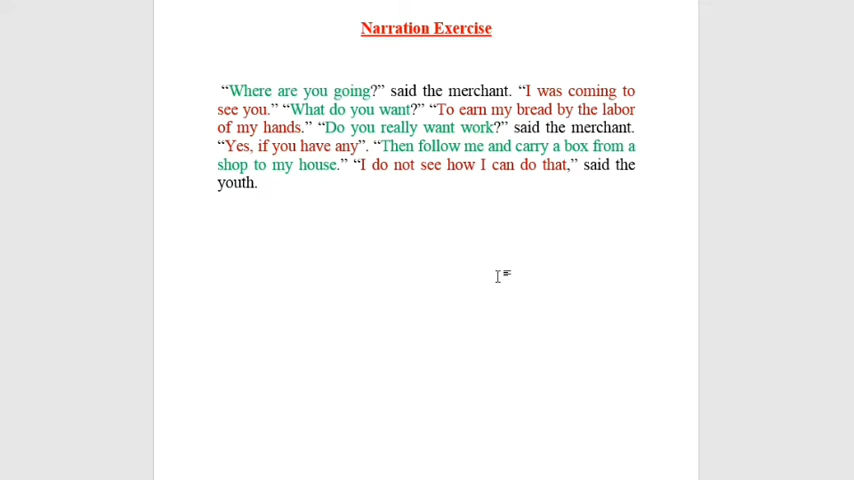 Narration Exercise
“Where are you going?” said the merchant. “I was coming to
see you.” “What do you want?” “To earn my bread by the labor
of my hands.” “Do you really want work?” said the merchant.
“Yes, if you have any”. “Then follow me and carry a box from a
shop to my house.” “I do not see how I can do that,” said the
youth.